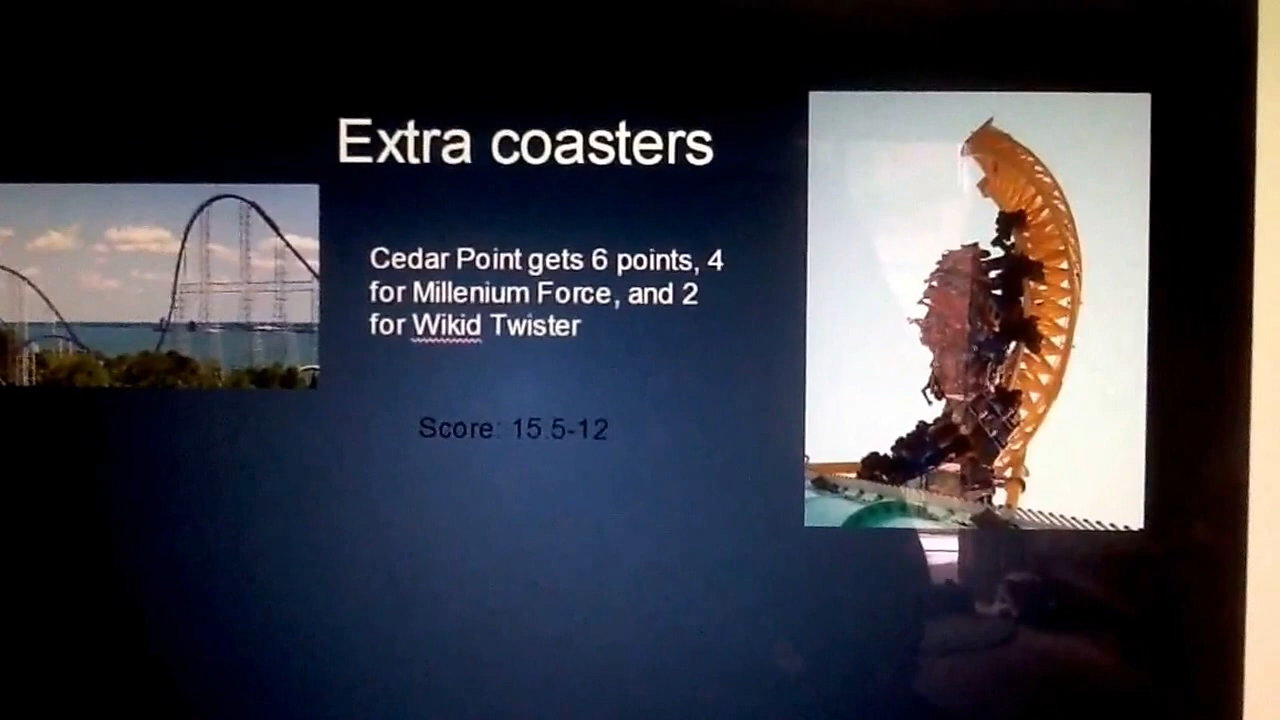 Extra coasters
Cedar Point gets 6 points, 4
for Millenium Force, and 2
for Wikid Twister
Score: 15.5-12